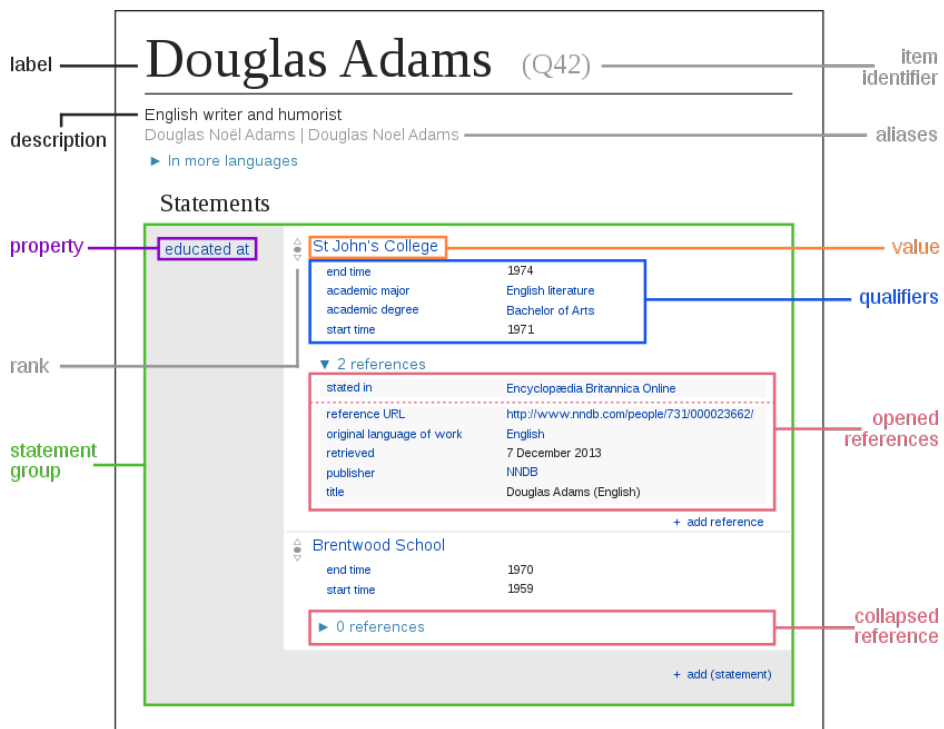 label
Douglas Adams (Q42)
item
identifier
description
English writer and humorist
Douglas Noël Adams | Douglas Noel Adams
aliases
► In more languages
Statements
property
educated at
St John's College
value
end time 1974
academic major English literature
academic degree Bachelor of Arts
start time 1971
qualifiers
rank
▼ 2 references
stated in Encyclopædia Britannica Online
reference URL http://www.nndb.com/people/731/000023662/
original language of work English
retrieved 7 December 2013
publisher NNDB
title Douglas Adams (English)
opened
references
statement
group
+ add reference
Brentwood School
end time 1970
start time 1959
► 0 references
collapsed
reference
+ add (statement)